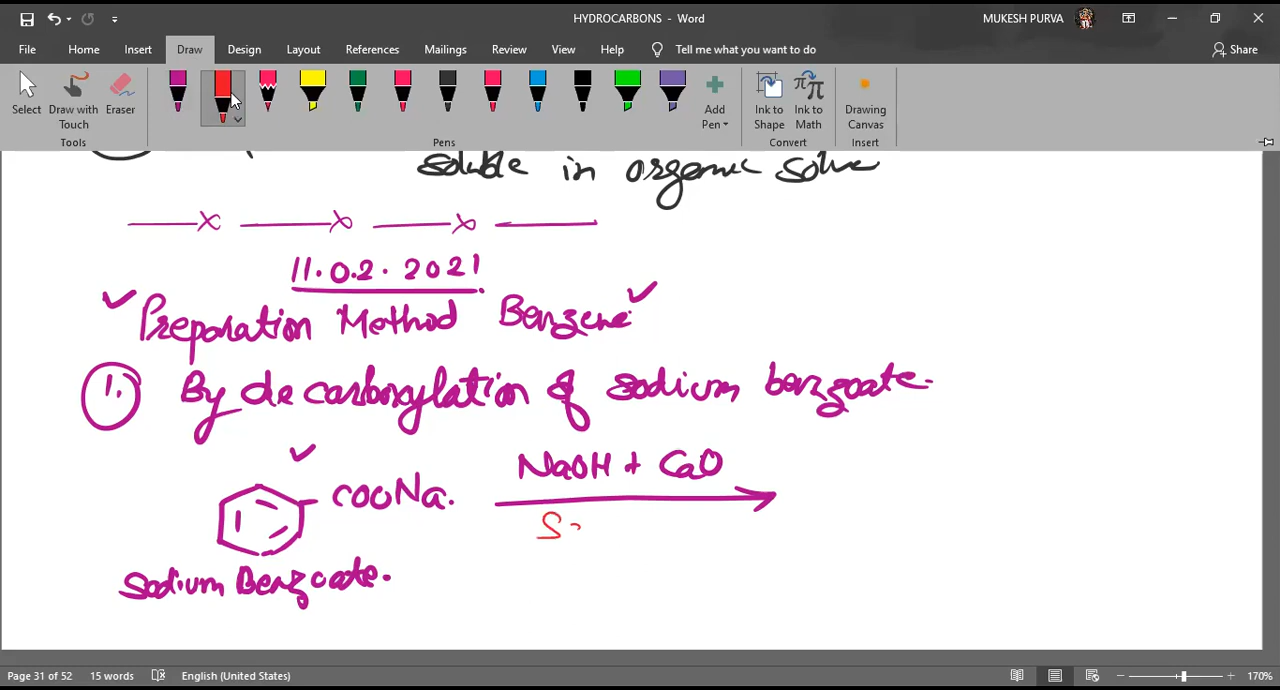 HYDROCARBONS - Word
MUKESH PURVA
File Home Insert Draw Design Layout References Mailings Review View Help Tell me what you want to do Share
Select Draw with Touch Eraser Add Pen Ink to Shape Ink to Math Drawing Canvas
Tools Pens Convert Insert
soluble in organic solve
11.0.2.2021
Preparation Method Benzene
1. By decarboxylation of sodium benzoate.
COONa. NaOH + CaO
S
Sodium Benzoate.
Page 31 of 52 15 words English (United States) 170%